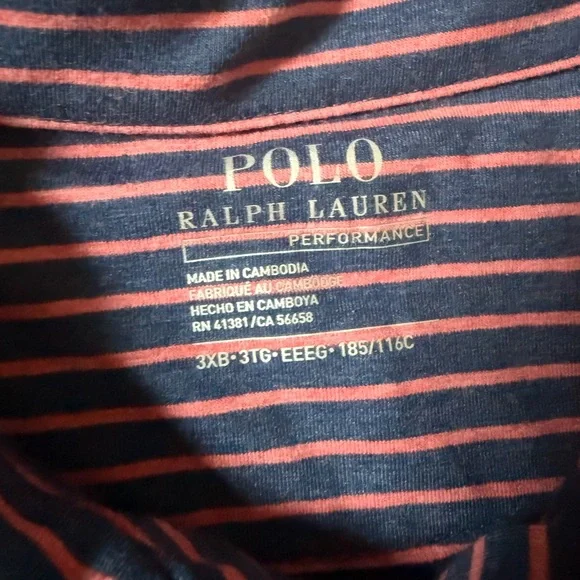 POLO
RALPH LAUREN
PERFORMANCE
MADE IN CAMBODIA
FABRIQUÉ AU CAMBODGE
HECHO EN CAMBOYA
RN 41381/CA 56658
3XB•3TG•EEEG•185/116C